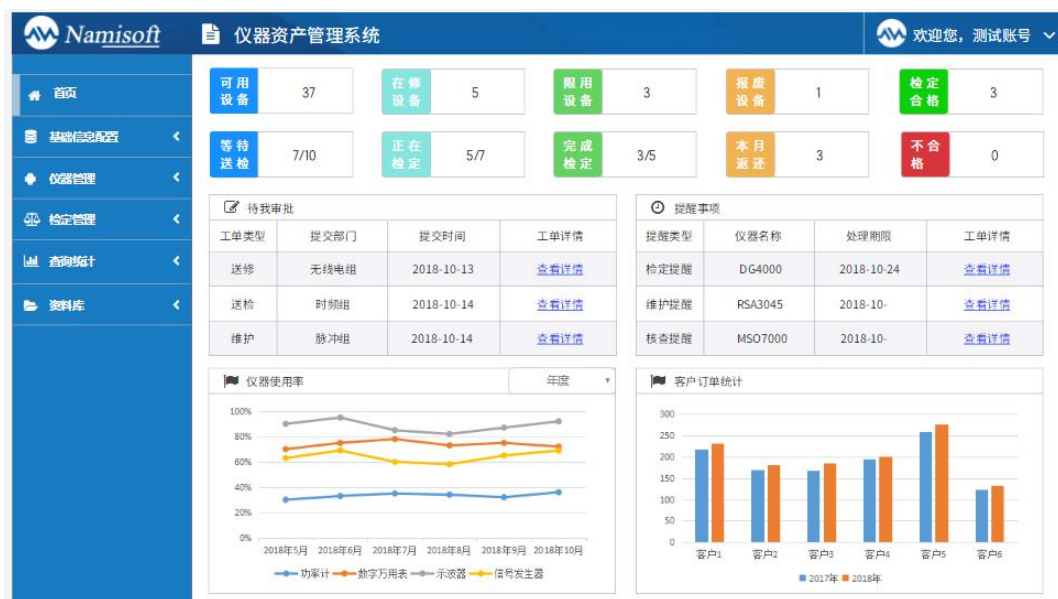 Namisoft 仪器资产管理系统 欢迎您，测试账号
首页
基础信息配置
仪器管理
检定管理
查询统计
资料库
可用设备 37 在修设备 5 限用设备 3 报废设备 1 检定合格 3
等待送检 7/10 正在检定 5/7 完成检定 3/5 本月返还 3 不合格 0
待我审批
工单类型 提交部门 提交时间 工单详情
送修 无线电组 2018-10-13 查看详情
送检 时频组 2018-10-14 查看详情
维护 脉冲组 2018-10-14 查看详情
提醒事项
提醒类型 仪器名称 处理期限 工单详情
检定提醒 DG4000 2018-10-24 查看详情
维护提醒 RSA3045 2018-10- 查看详情
核查提醒 MSO7000 2018-10- 查看详情
仪器使用率 年度
100%
80%
60%
40%
20%
0%
2018年5月 2018年6月 2018年7月 2018年8月 2018年9月 2018年10月
功率计 数字万用表 示波器 信号发生器
客户订单统计
300
250
200
150
100
50
0
客户1 客户2 客户3 客户4 客户5 客户6
2017年 2018年